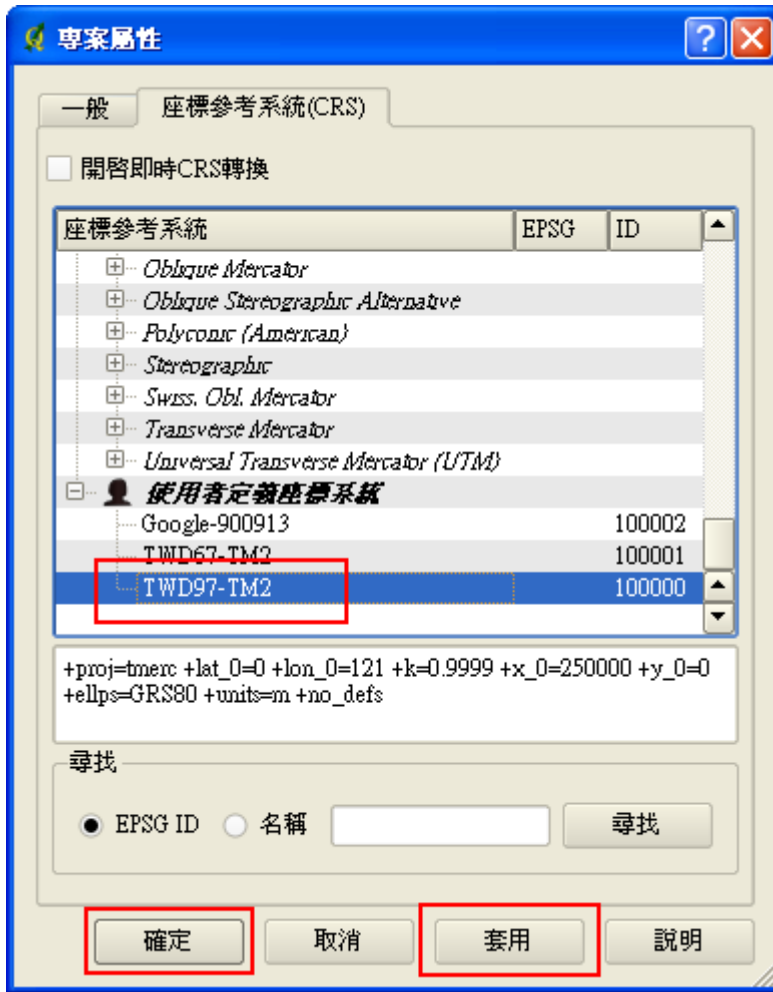 專案屬性
一般 座標參考系統(CRS)
開啓即時CRS轉換
座標參考系統 EPSG ID
Oblique Mercator
Oblique Stereographic Alternative
Polyconic (American)
Stereographic
Swiss. Obl. Mercator
Transverse Mercator
Universal Transverse Mercator (UTM)
使用者定義座標系統
Google-900913 100002
TWD67-TM2 100001
TWD97-TM2 100000
+proj=tmerc +lat_0=0 +lon_0=121 +k=0.9999 +x_0=250000 +y_0=0
+ellps=GRS80 +units=m +no_defs
尋找
EPSG ID 名稱 尋找
確定 取消 套用 說明